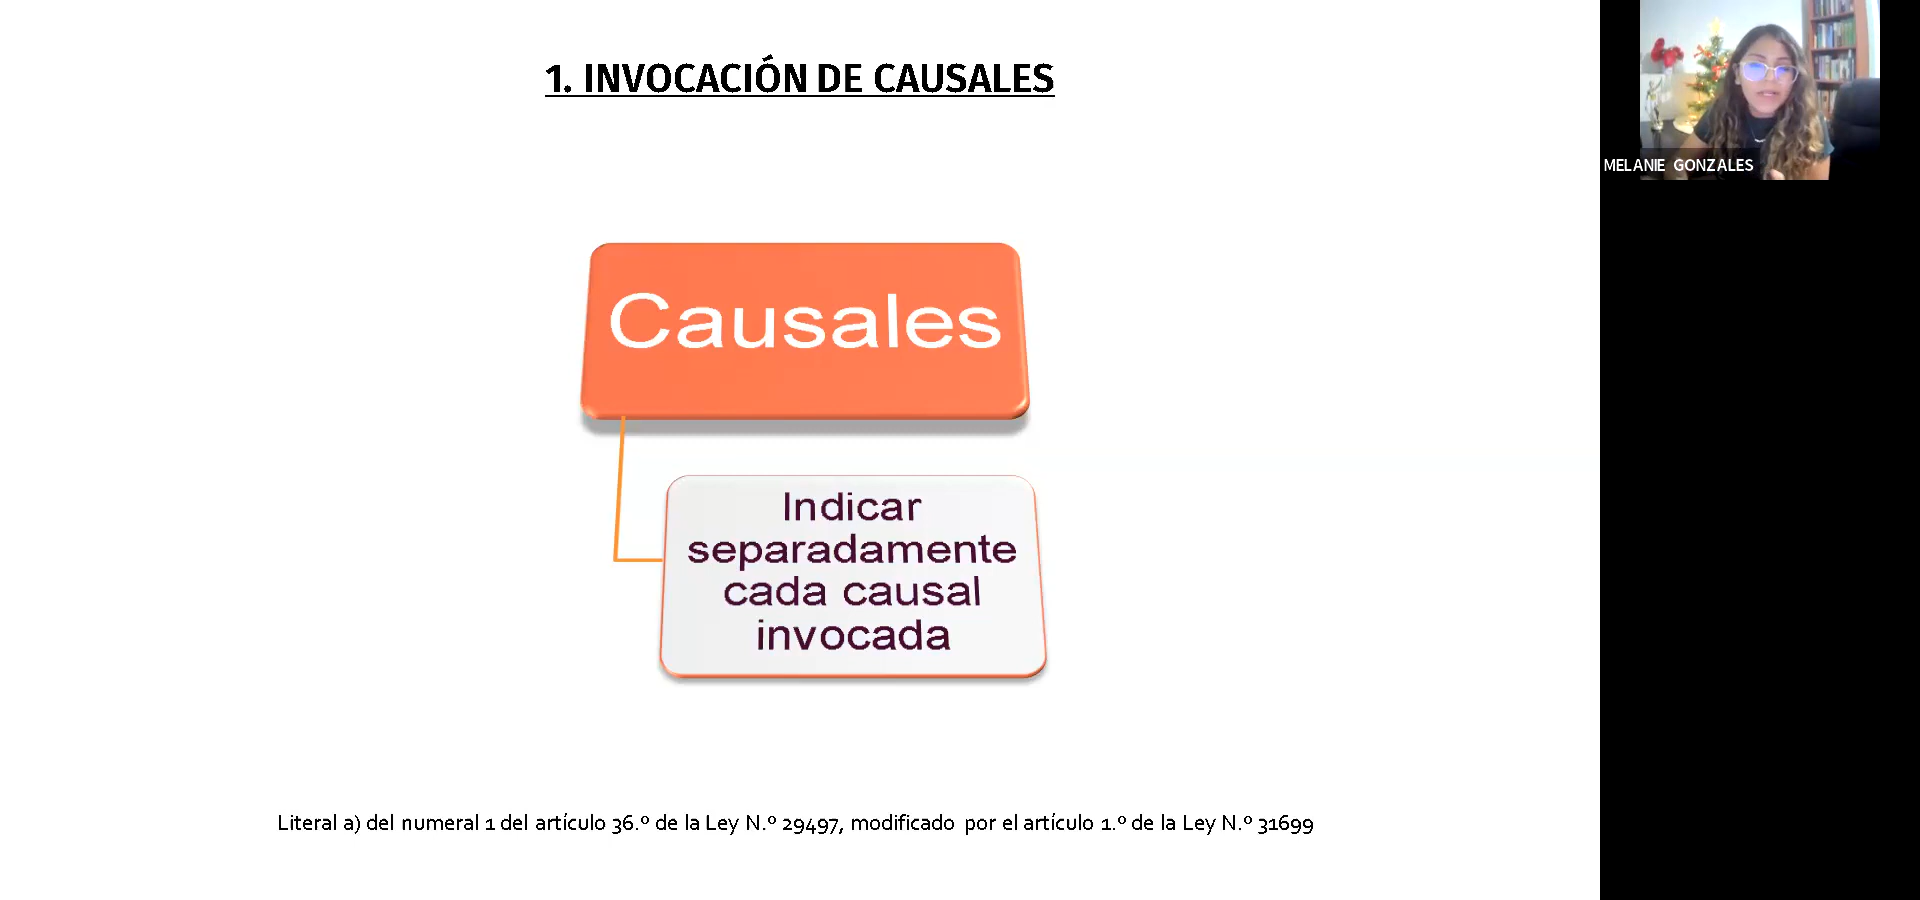 1. INVOCACIÓN DE CAUSALES
MELANIE GONZALES
Causales
Indicar
separadamente
cada causal
invocada
Literal a) del numeral 1 del artículo 36.º de la Ley N.º 29497, modificado por el artículo 1.º de la Ley N.º 31699